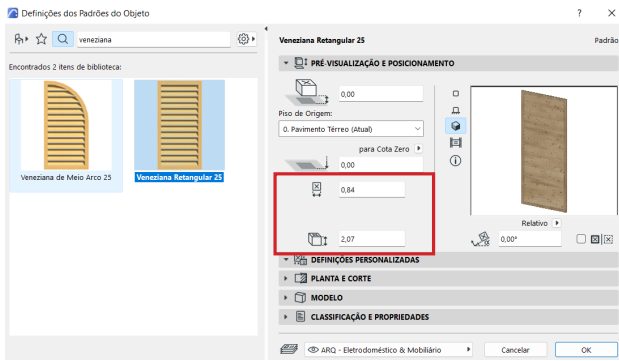 Definições dos Padrões do Objeto
veneziana
Encontrados 2 itens de biblioteca:
Veneziana de Meio Arco 25
Veneziana Retangular 25
Veneziana Retangular 25
Padrão
PRÉ-VISUALIZAÇÃO E POSICIONAMENTO
0,00
Piso de Origem:
0. Pavimento Térreo (Atual)
para Cota Zero
0,00
0,84
2,07
Relativo
0,00°
DEFINIÇÕES PERSONALIZADAS
PLANTA E CORTE
MODELO
CLASSIFICAÇÃO E PROPRIEDADES
ARQ - Eletrodoméstico & Mobiliário
Cancelar
OK